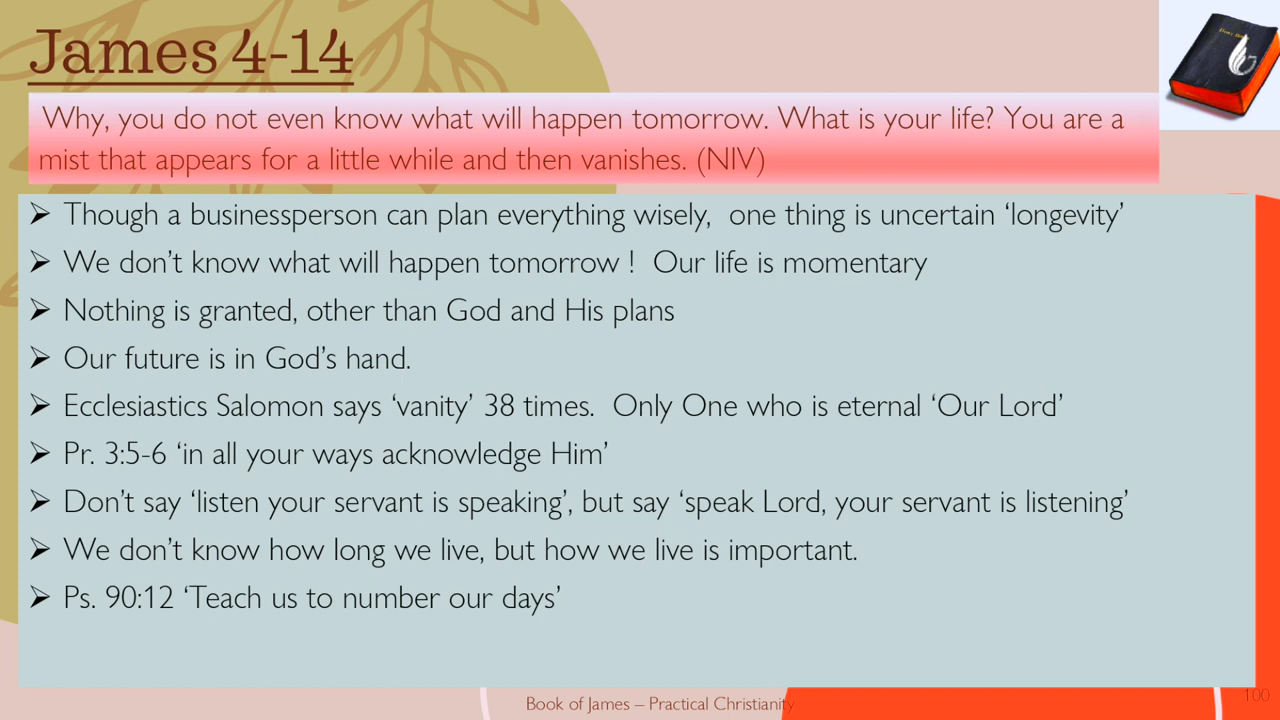 James 4-14
Why, you do not even know what will happen tomorrow. What is your life? You are a
mist that appears for a little while and then vanishes. (NIV)
➢ Though a businessperson can plan everything wisely,  one thing is uncertain ‘longevity’
➢ We don’t know what will happen tomorrow !  Our life is momentary
➢ Nothing is granted, other than God and His plans
➢ Our future is in God’s hand.
➢ Ecclesiastics Salomon says ‘vanity’ 38 times.  Only One who is eternal ‘Our Lord’
➢ Pr. 3:5-6 ‘in all your ways acknowledge Him’
➢ Don’t say ‘listen your servant is speaking’, but say ‘speak Lord, your servant is listening’
➢ We don’t know how long we live, but how we live is important.
➢ Ps. 90:12 ‘Teach us to number our days’
Book of James – Practical Christianity
100